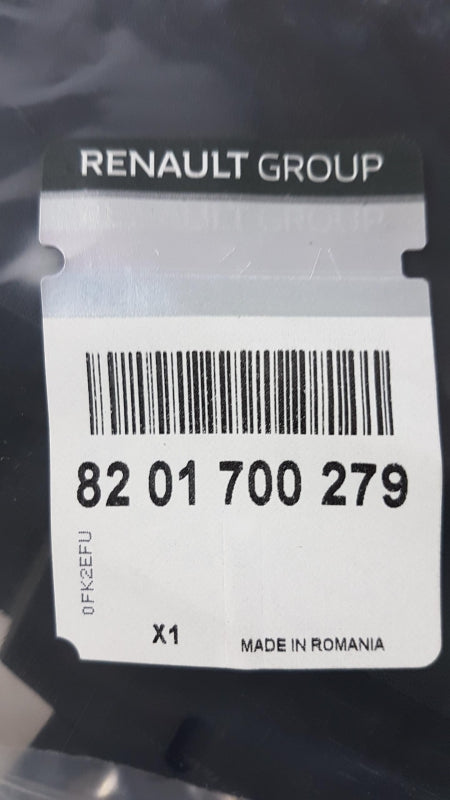 RENAULT GROUP
82 01 700 279
0FK2EFU
X1
MADE IN ROMANIA